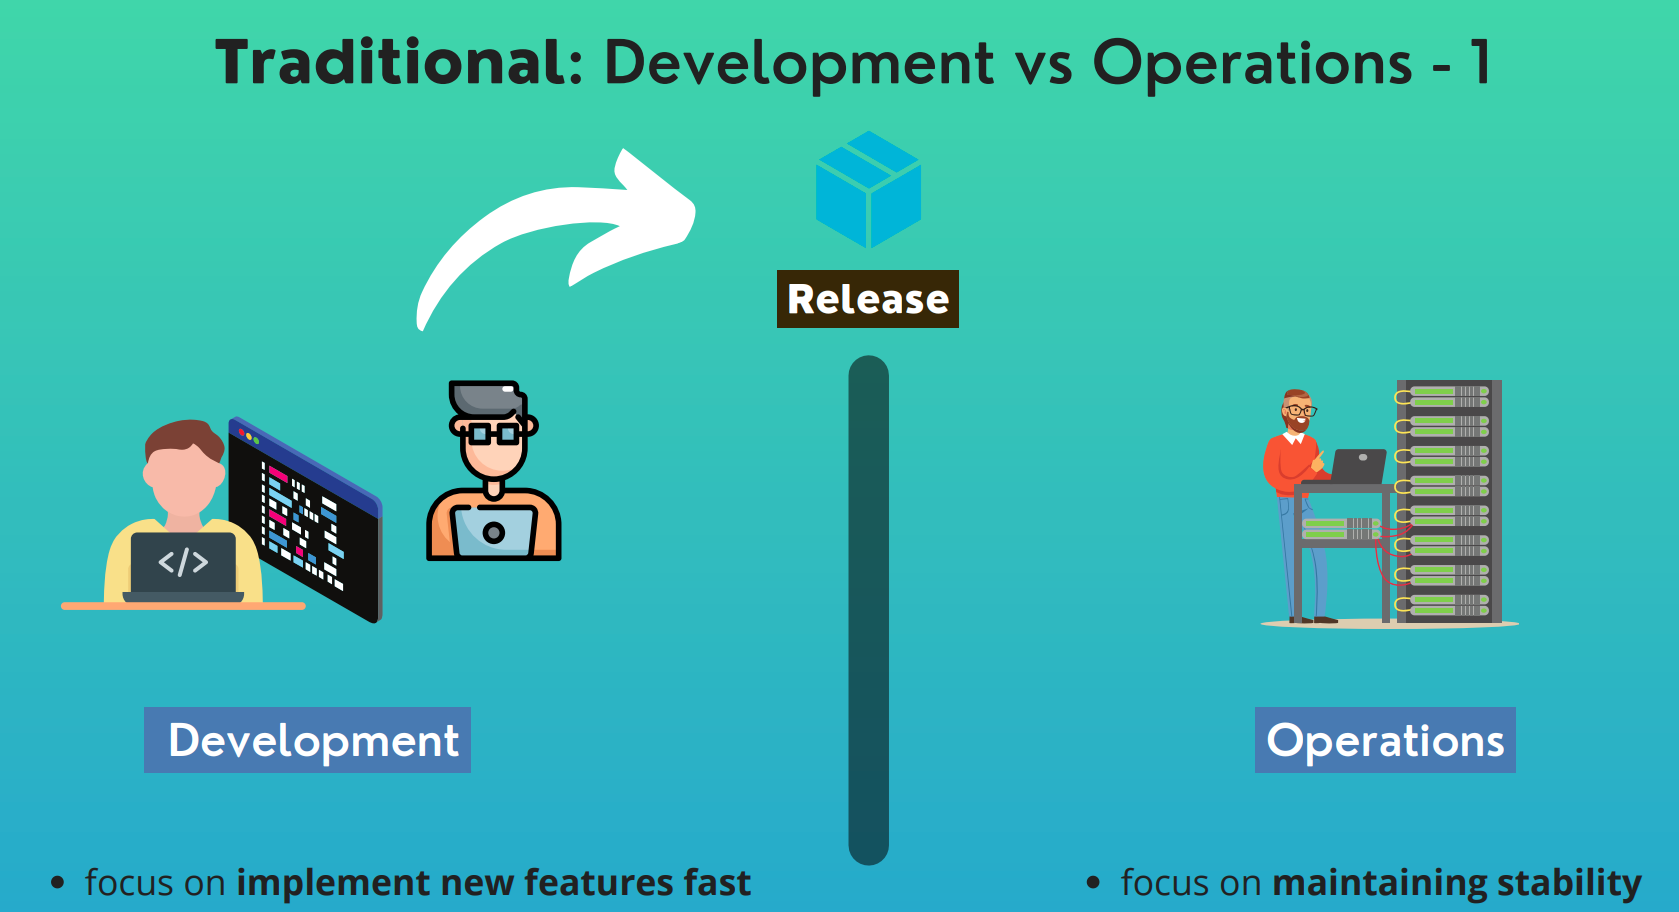 Traditional: Development vs Operations - 1
Release
</>
Development
Operations
• focus on implement new features fast
• focus on maintaining stability